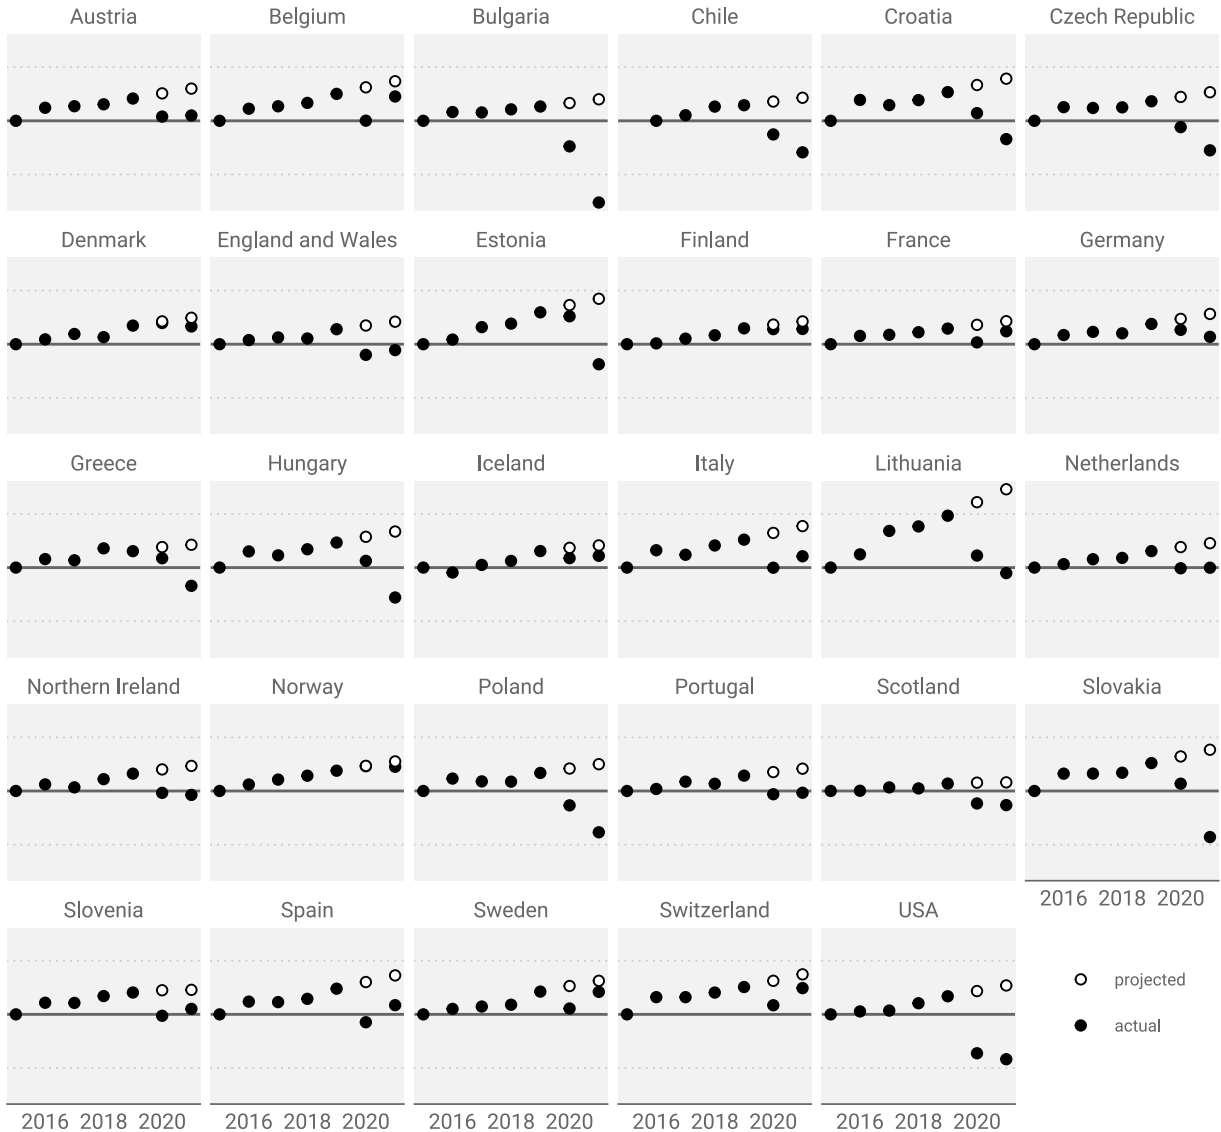 Austria Belgium Bulgaria Chile Croatia Czech Republic
Denmark England and Wales Estonia Finland France Germany
Greece Hungary Iceland Italy Lithuania Netherlands
Northern Ireland Norway Poland Portugal Scotland Slovakia
2016 2018 2020
Slovenia Spain Sweden Switzerland USA
projected
actual
2016 2018 2020 2016 2018 2020 2016 2018 2020 2016 2018 2020 2016 2018 2020